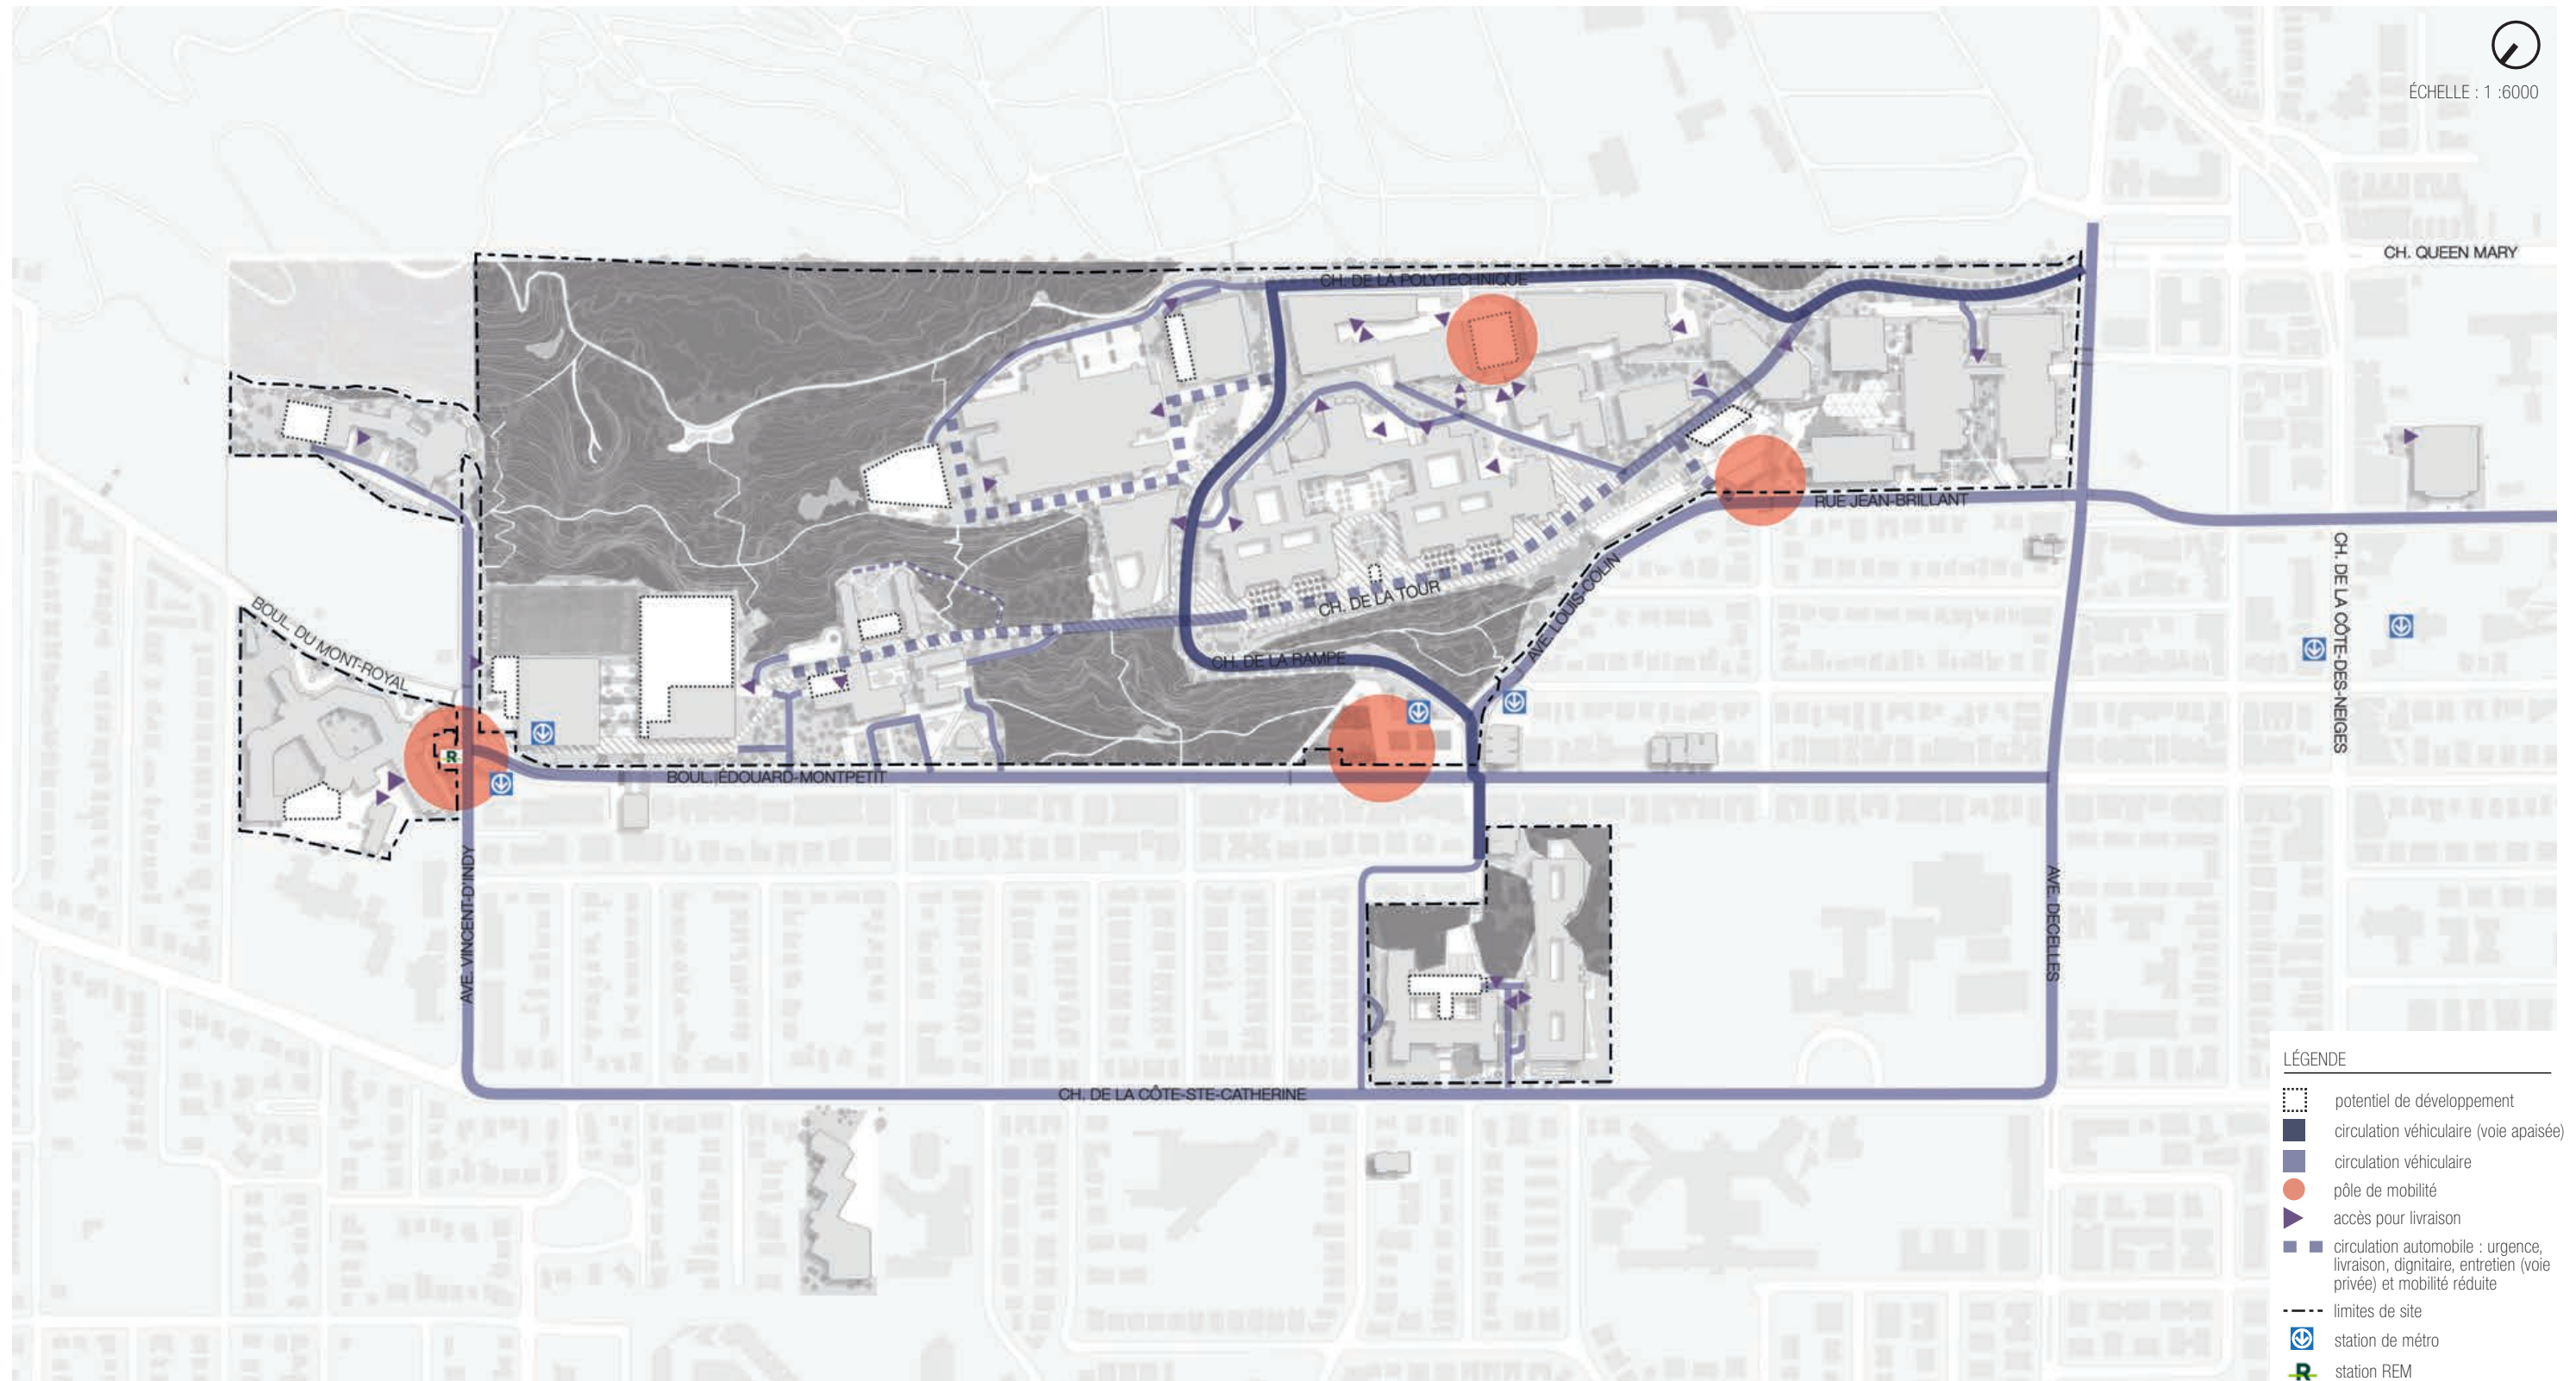 ÉCHELLE : 1 :6000
CH. QUEEN MARY
CH. DE LA POLYTECHNIQUE
RUE JEAN-BRILLANT
CH. DE LA CÔTE-DES-NEIGES
AVE. LOUIS-COLIN
CH. DE LA TOUR
BOUL. DU MONT-ROYAL
CH. DE LA RAMPE
R
BOUL. ÉDOUARD-MONTPETIT
AVE. VINCENT-D'INDY
AVE. DECELLES
CH. DE LA CÔTE-STE-CATHERINE
LÉGENDE
potentiel de développement
circulation véhiculaire (voie apaisée)
circulation véhiculaire
pôle de mobilité
accès pour livraison
circulation automobile : urgence,
livraison, dignitaire, entretien (voie
privée) et mobilité réduite
limites de site
station de métro
R
station REM